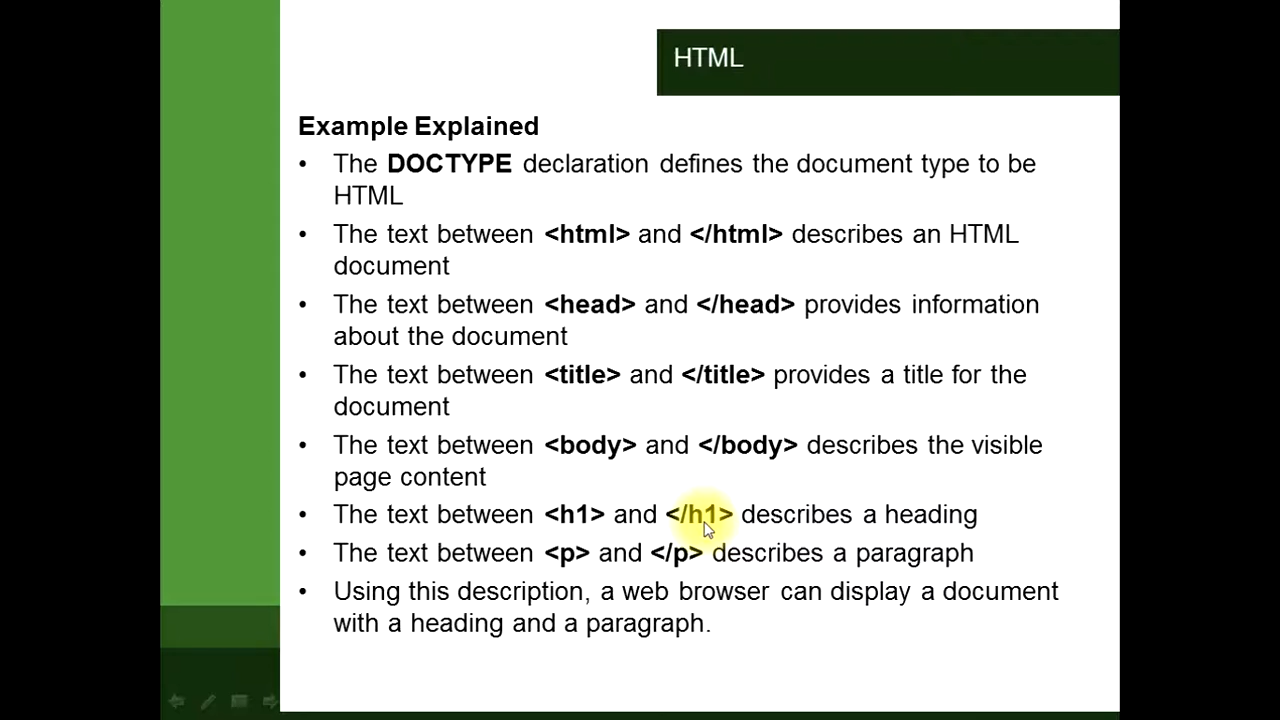 HTML
Example Explained
• The DOCTYPE declaration defines the document type to be
HTML
• The text between <html> and </html> describes an HTML
document
• The text between <head> and </head> provides information
about the document
• The text between <title> and </title> provides a title for the
document
• The text between <body> and </body> describes the visible
page content
• The text between <h1> and </h1> describes a heading
• The text between <p> and </p> describes a paragraph
• Using this description, a web browser can display a document
with a heading and a paragraph.